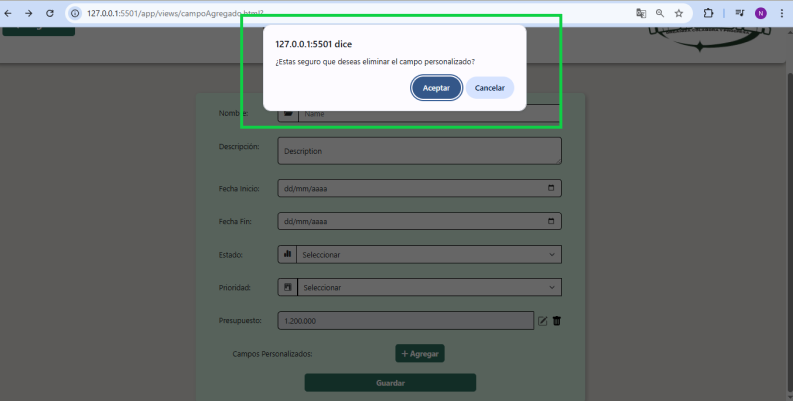 127.0.0.1:5501/app/views/campoAgregado.html?
N
127.0.0.1:5501 dice
¿Estas seguro que deseas eliminar el campo personalizado?
Aceptar
Cancelar
Nombre:
Name
Descripción:
Description
Fecha Inicio:
dd/mm/aaaa
Fecha Fin:
dd/mm/aaaa
Estado:
Seleccionar
Prioridad:
Seleccionar
Presupuesto:
1.200.000
Campos Personalizados:
+ Agregar
Guardar